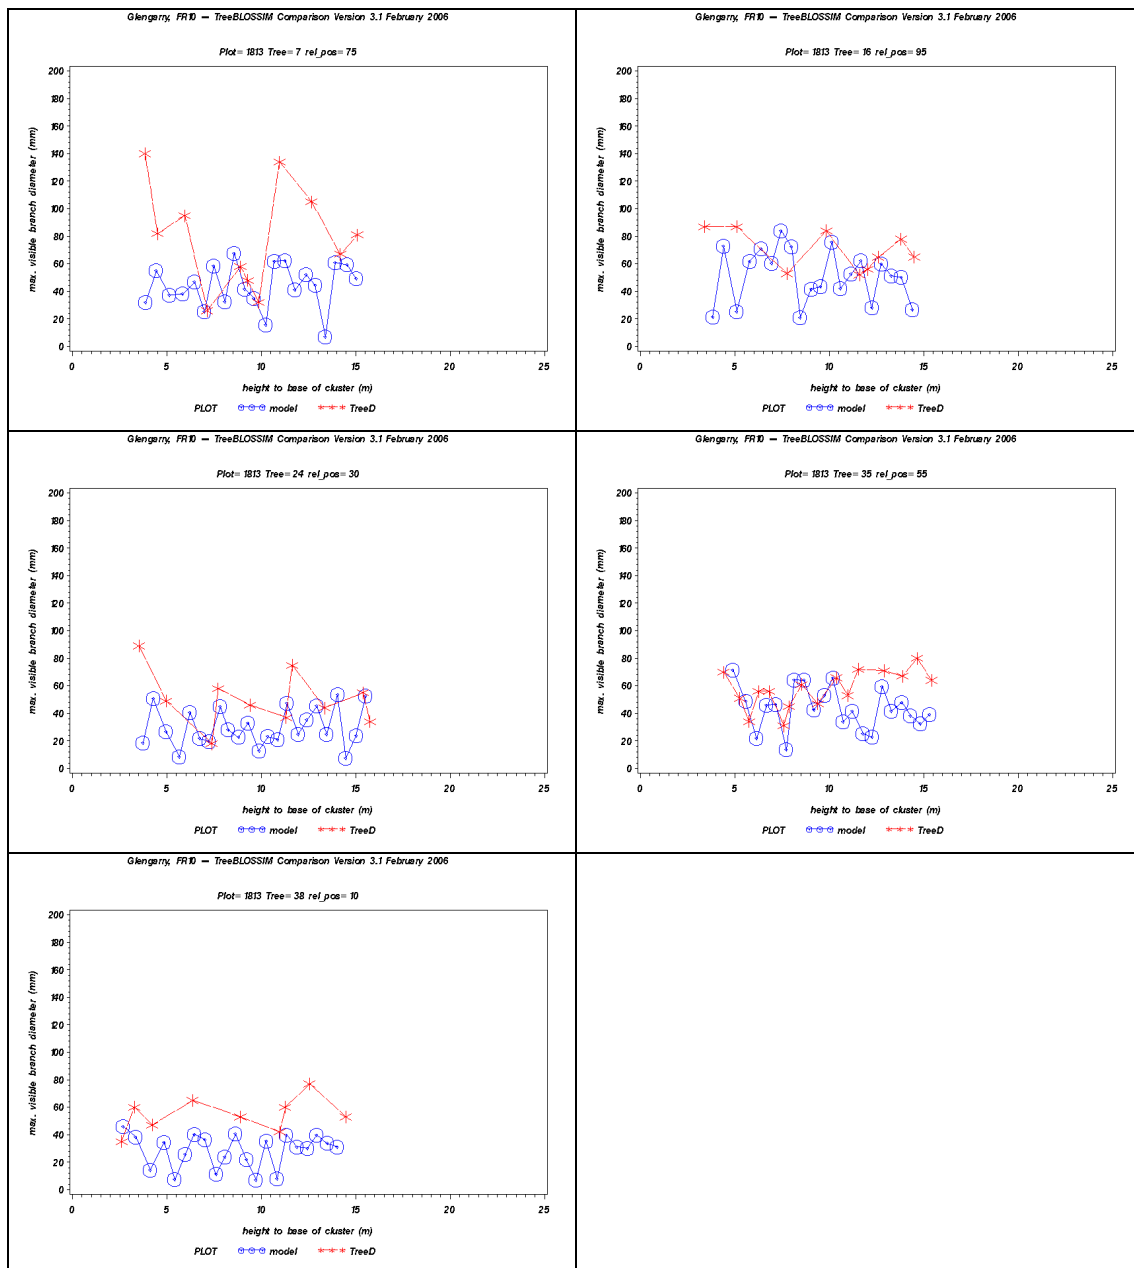 Glengarry, FR10 — TreeBLOSSIM Comparison Version 3.1 February 2006
Plot= 1813 Tree= 7 rel_pos= 75
max. visible branch diameter (mm)
200
180
160
140
120
100
80
60
40
20
0
0 5 10 15 20 25
height to base of cluster (m)
PLOT model TreeD
Glengarry, FR10 — TreeBLOSSIM Comparison Version 3.1 February 2006
Plot= 1813 Tree= 16 rel_pos= 95
max. visible branch diameter (mm)
200
180
160
140
120
100
80
60
40
20
0
0 5 10 15 20 25
height to base of cluster (m)
PLOT model TreeD
Glengarry, FR10 — TreeBLOSSIM Comparison Version 3.1 February 2006
Plot= 1813 Tree= 24 rel_pos= 30
max. visible branch diameter (mm)
200
180
160
140
120
100
80
60
40
20
0
0 5 10 15 20 25
height to base of cluster (m)
PLOT model TreeD
Glengarry, FR10 — TreeBLOSSIM Comparison Version 3.1 February 2006
Plot= 1813 Tree= 35 rel_pos= 55
max. visible branch diameter (mm)
200
180
160
140
120
100
80
60
40
20
0
0 5 10 15 20 25
height to base of cluster (m)
PLOT model TreeD
Glengarry, FR10 — TreeBLOSSIM Comparison Version 3.1 February 2006
Plot= 1813 Tree= 38 rel_pos= 10
max. visible branch diameter (mm)
200
180
160
140
120
100
80
60
40
20
0
0 5 10 15 20 25
height to base of cluster (m)
PLOT model TreeD